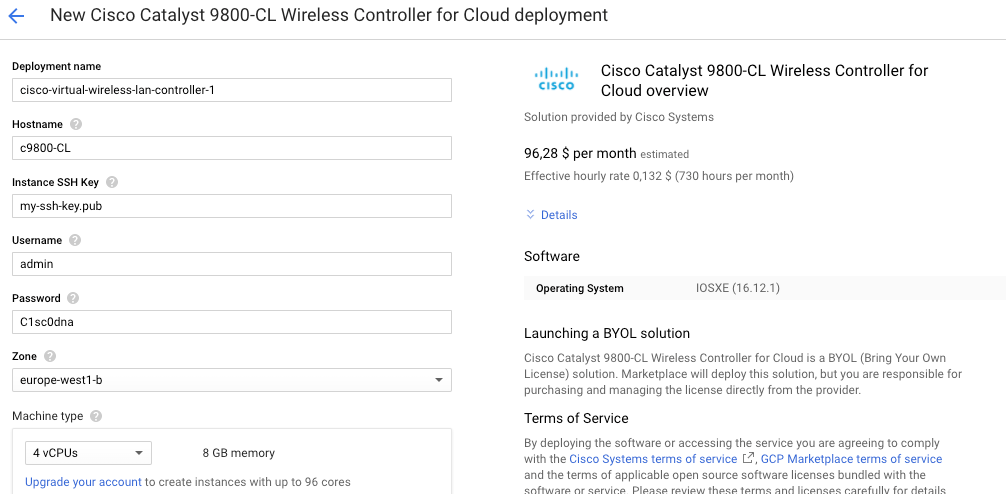 New Cisco Catalyst 9800-CL Wireless Controller for Cloud deployment
Deployment name
cisco-virtual-wireless-lan-controller-1
Hostname
c9800-CL
Instance SSH Key
my-ssh-key.pub
Username
admin
Password
C1sc0dna
Zone
europe-west1-b
Machine type
4 vCPUs 8 GB memory
Upgrade your account to create instances with up to 96 cores
CISCO
Cisco Catalyst 9800-CL Wireless Controller for
Cloud overview
Solution provided by Cisco Systems
96,28 $ per month estimated
Effective hourly rate 0,132 $ (730 hours per month)
Details
Software
Operating System IOSXE (16.12.1)
Launching a BYOL solution
Cisco Catalyst 9800-CL Wireless Controller for Cloud is a BYOL (Bring Your Own
License) solution. Marketplace will deploy this solution, but you are responsible for
purchasing and managing the license directly from the provider.
Terms of Service
By deploying the software or accessing the service you are agreeing to comply
with the Cisco Systems terms of service, GCP Marketplace terms of service
and the terms of applicable open source software licenses bundled with the
software or service. Please review these terms and licenses carefully for details